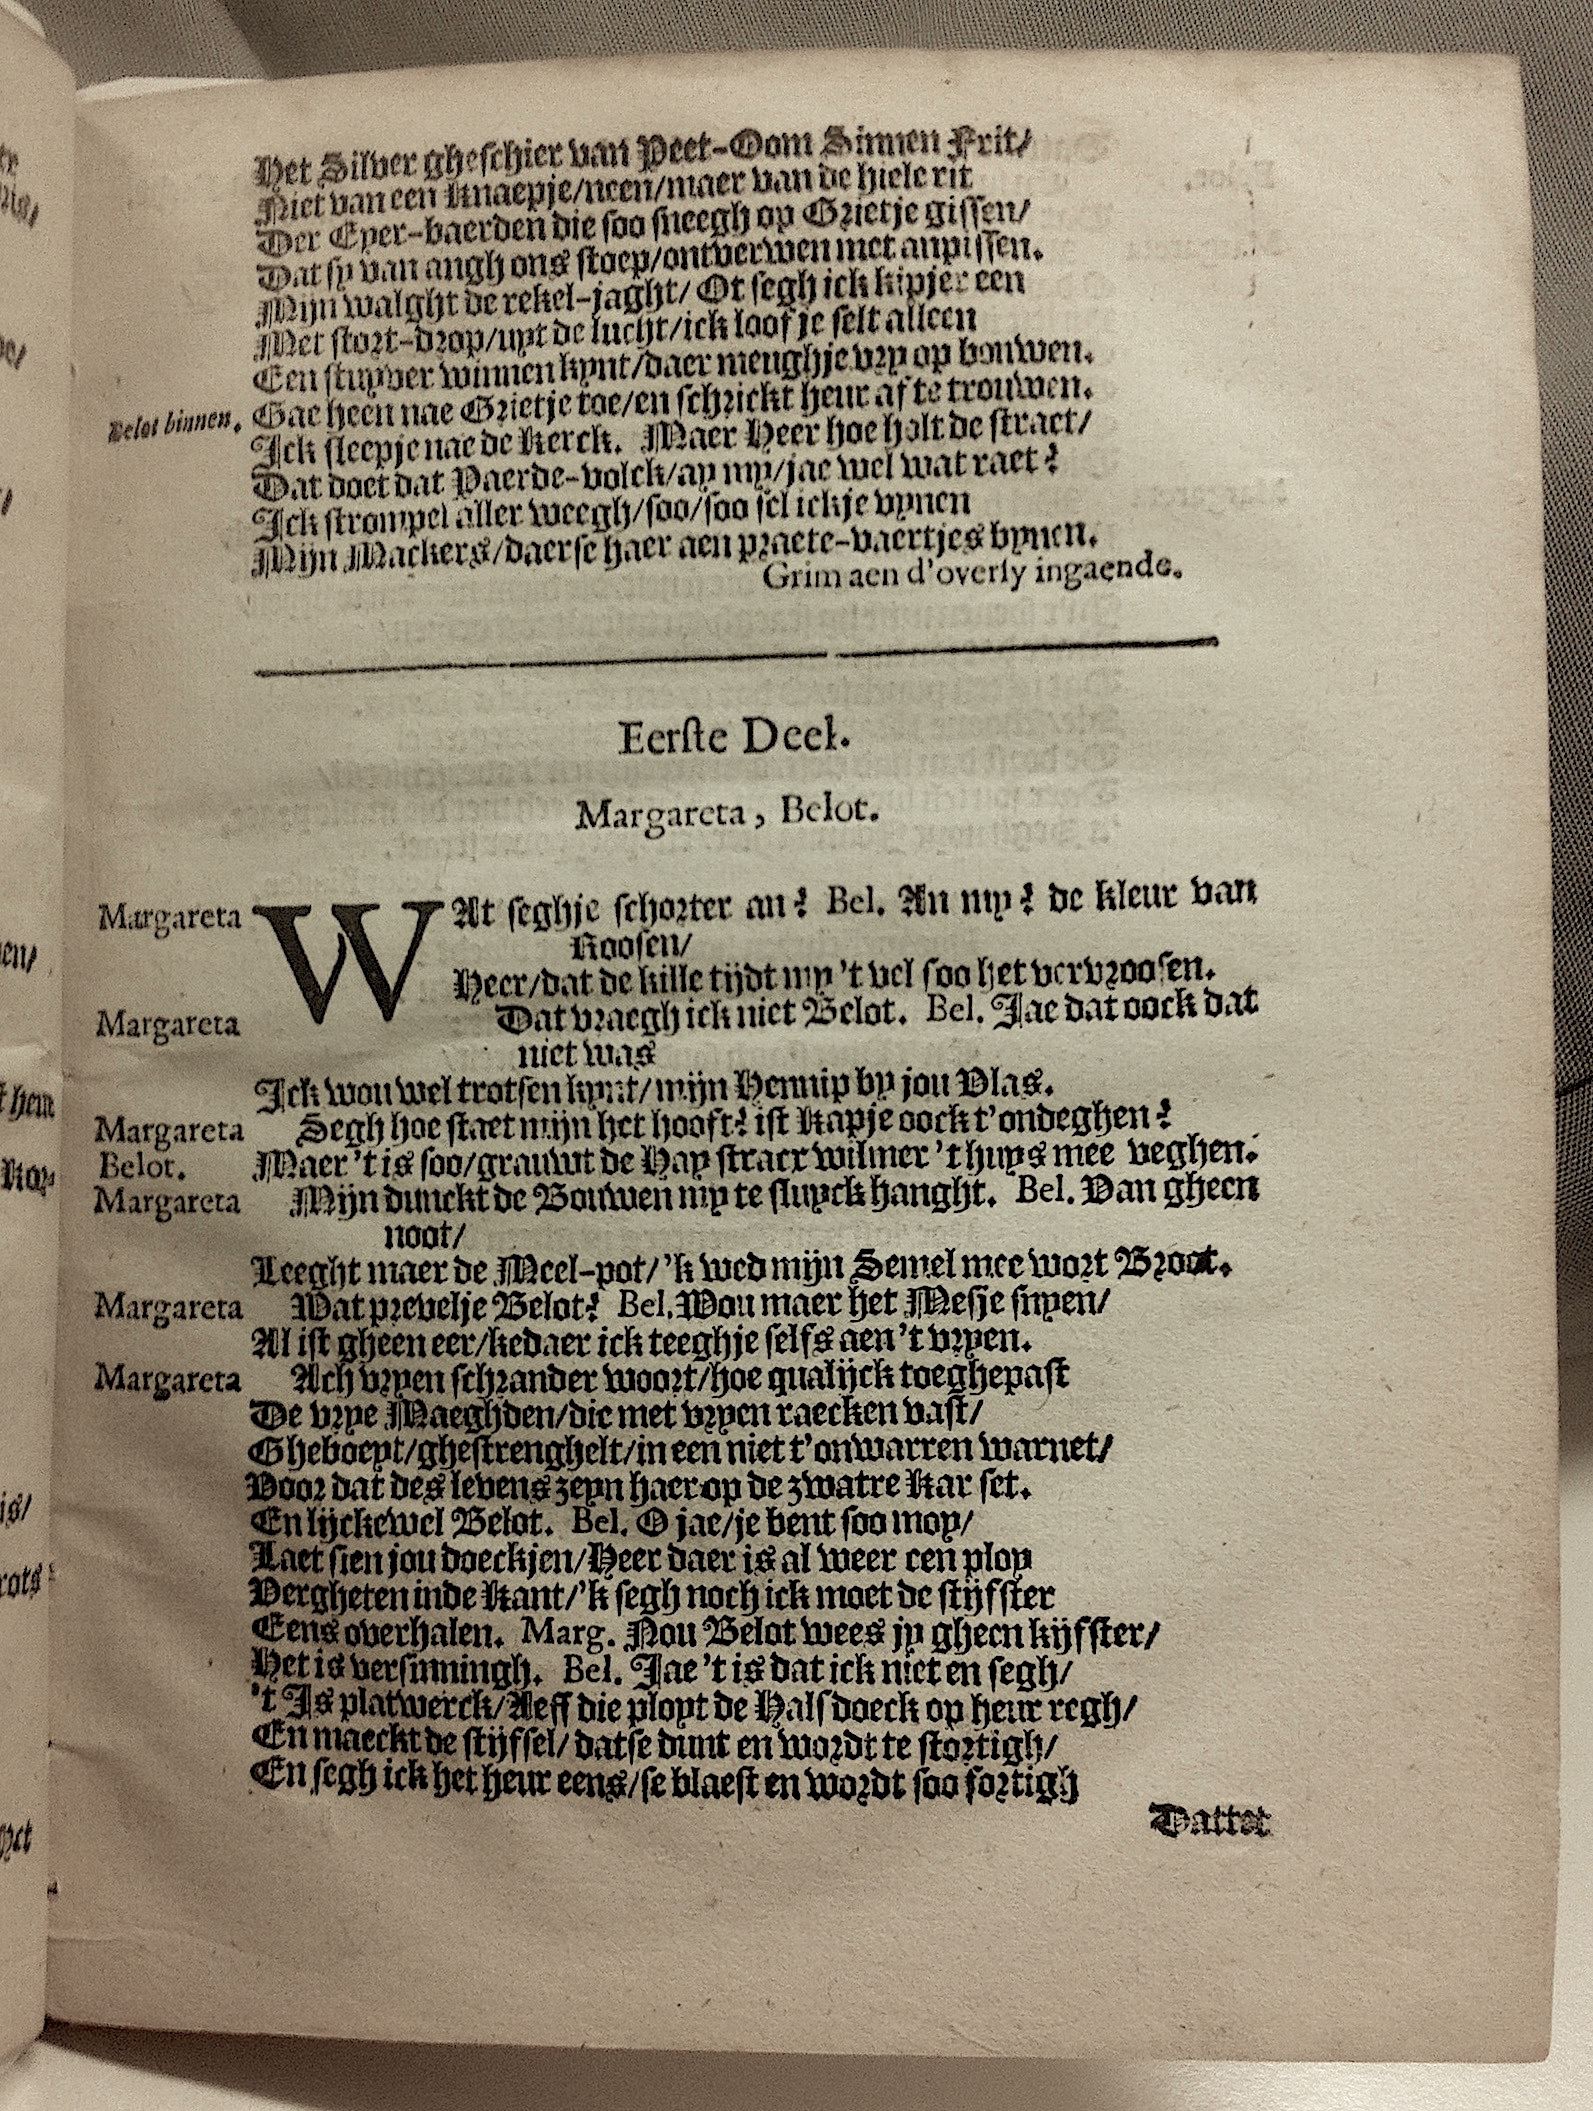 Het Silver gheschier van Peet-Oom Sinnen Frit/
Niet van een Knaepje/neen/maer van de hiele rit
Der Eyer-baerden die soo sneegh op Grietje gissen/
Dat sy van angh ons stoep/ontverwen met anpissen.
Mijn walght de rekel-jaght/ Ot segh ick kipjer een
Met stort-drop/uyt de lucht/ick loof je selt alleen
Een stuyver winnen kynt/daer meughje vry op bouwen.
Belot binnen. Gae heen nae Grietje toe/en schrickt heur af te trouwen.
Ick sleepje nae de Kerck. Maer Heer hoe holt de straet/
Dat doet dat Paerde-volck/ay my/jae wel wat raet?
Ick strompel aller weegh/soo/soo sel ickje vynen
Mijn Mackers/daerse haer aen praete-vaertjes bynen.
Grim aen d'overly ingaende.
Eerste Deel.
Margareta, Belot.
Margareta WAt seghje schorter an? Bel. An my? de kleur van
Roosen/
Heer/dat de kille tijdt my 't vel soo het vervroosen.
Margareta Dat vraegh ick niet Belot. Bel. Jae dat oock dat
niet was
Ick wou wel trotsen kynt/mijn Hennip by jou Vlas.
Margareta Segh hoe staet mijn het hooft? ist Kapje oock t'ondeghen?
Belot. Maer 't is soo/grauwt de Hay straex wilmer 't huys mee veghen.
Margareta Mijn dunckt de Bouwen my te sluyck hanght. Bel. Van gheen
noot/
Leeght maer de Meel-pot/'k wed mijn Semel mee wort Broot.
Margareta Wat prevelje Belot? Bel. Wou maer het Mesje snyen/
Al ist gheen eer/kedaer ick teeghje selfs aen 't vryen.
Margareta Ach vryen schrander woort/hoe qualijck toeghepast
De vrye Maeghden/die met vryen raecken vast/
Gheboeyt/ghestrenghelt/in een niet t'onwarren warnet/
Voor dat des levens zeyn haer op de zwatre Kar set.
En lijckewel Belot. Bel. O jae/je bent soo moy/
Laet sien jou doeckjen/Heer daer is al weer een ploy
Vergheten inde Kant/'k segh noch ick moet de stijfster
Eens overhalen. Marg. Nou Belot wees jy gheen kijfster/
Het is versinningh. Bel. Jae 't is dat ick niet en segh/
't Is platwerck/Aeff die ployt de Halsdoeck op heur regh/
En maeckt de stijfsel/ datse dunt en wordt te stortigh/
En segh ick het heur eens/se blaest en wordt soo sortigh
Dattet